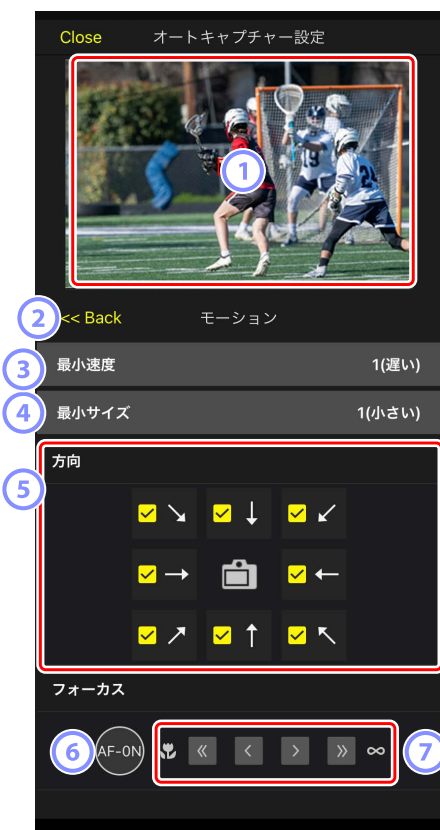 Close オートキャプチャー設定
1
19
24
2 << Back モーション
3 最小速度 1(遅い)
4 最小サイズ 1(小さい)
方向
5
フォーカス
6 AF-ON 7